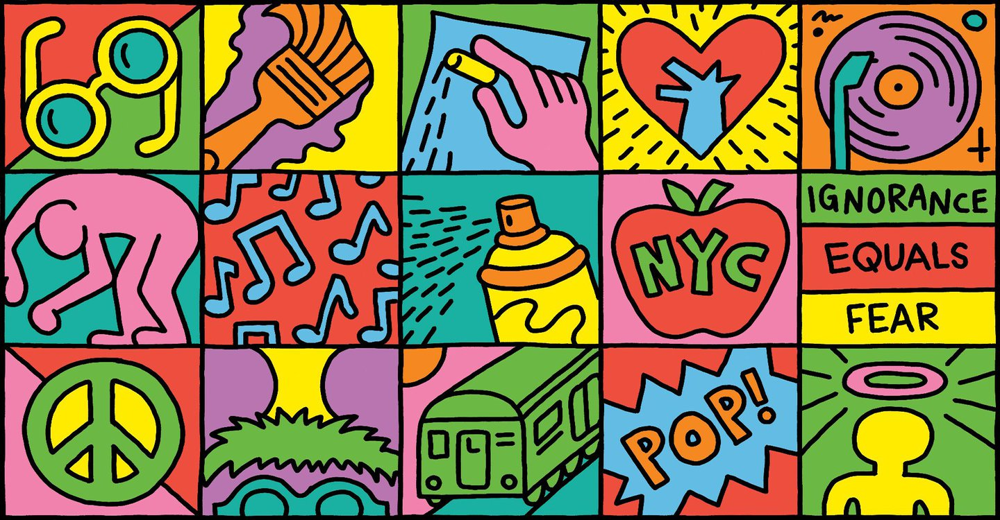 NYC
IGNORANCE
EQUALS
FEAR
L
POP!